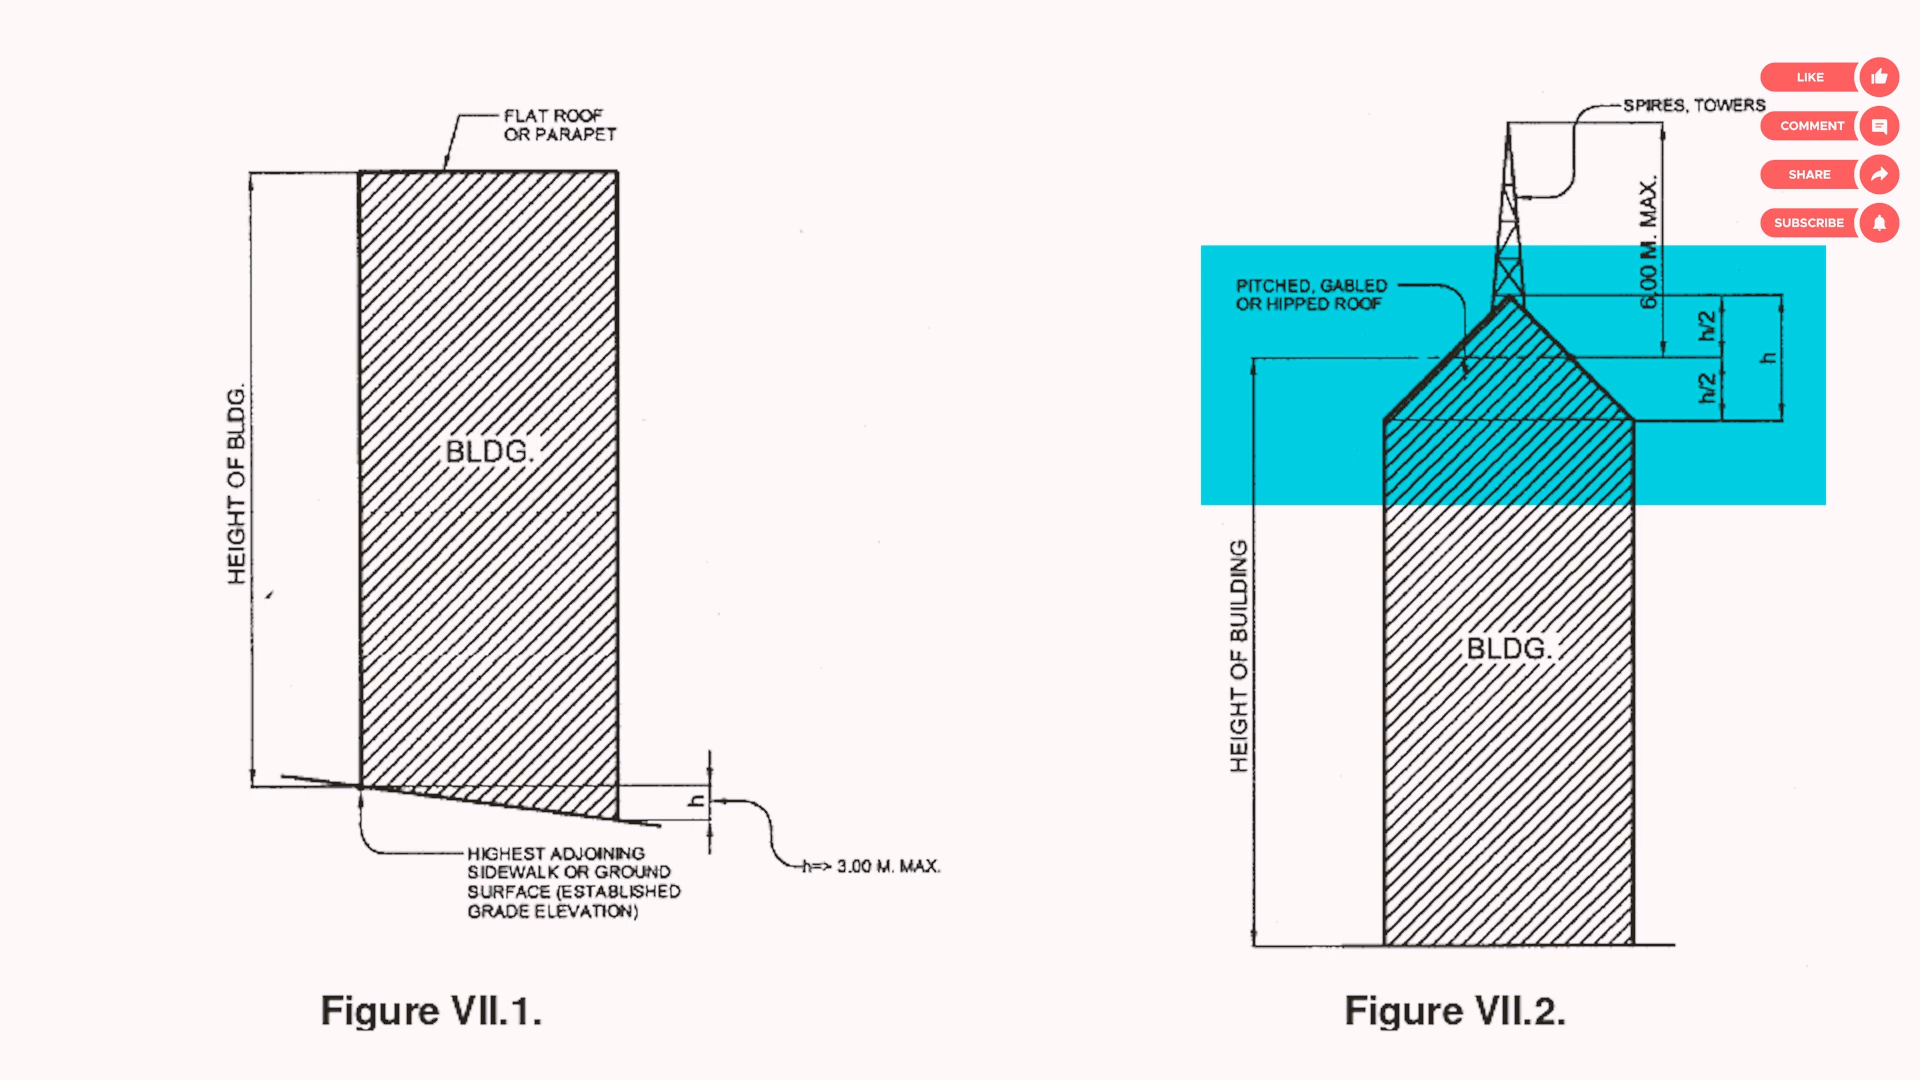 FLAT ROOF
OR PARAPET
HEIGHT OF BLDG.
BLDG.
h
h=> 3.00 M. MAX.
HIGHEST ADJOINING
SIDEWALK OR GROUND
SURFACE (ESTABLISHED
GRADE ELEVATION)
Figure VII.1.
SPIRES, TOWERS
6.00 M. MAX.
PITCHED, GABLED
OR HIPPED ROOF
h/2
h/2
h
HEIGHT OF BUILDING
BLDG.
Figure VII.2.
LIKE
COMMENT
SHARE
SUBSCRIBE